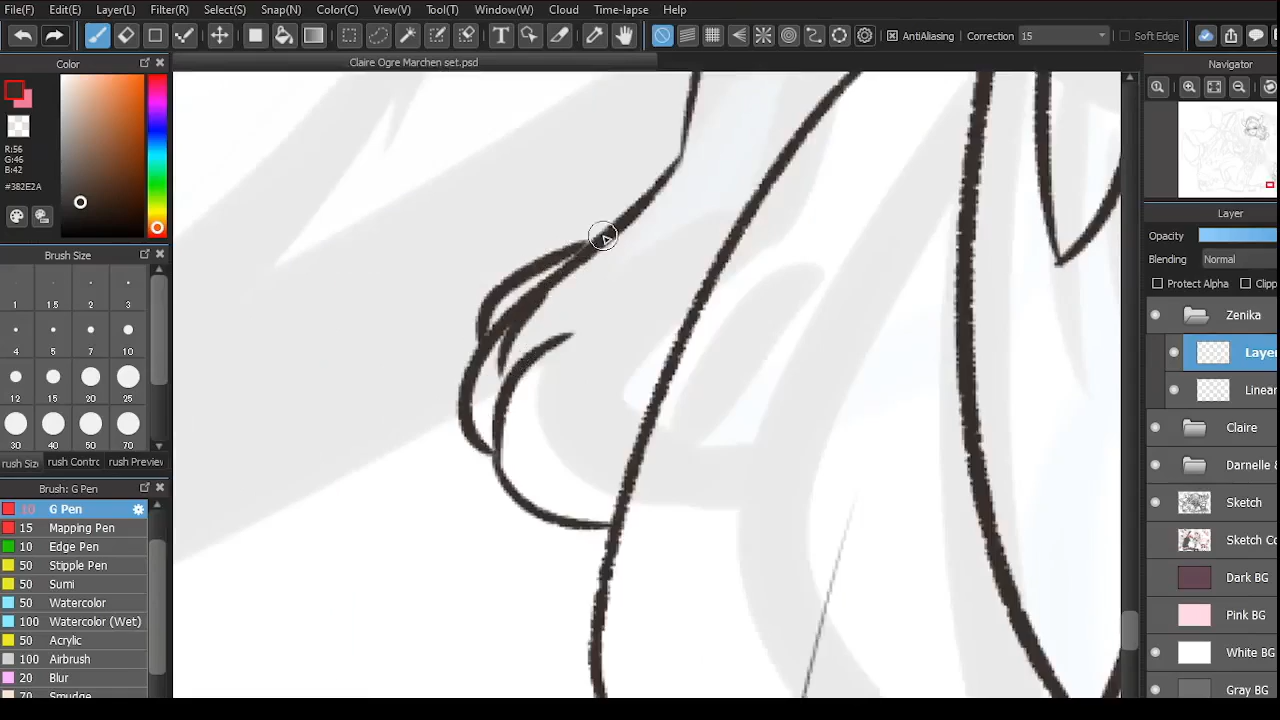 File(F) Edit(E) Layer(L) Filter(R) Select(S) Snap(N) Color(C) View(V) Tool(T) Window(W) Cloud Time-lapse Help
AntiAliasing Correction 15 Soft Edge
Color
Claire Ogre Marchen set.psd
Navigator
R:56
G:46
B:42
#382E2A
Brush Size
1 1.5 2 3
4 5 7 10
12 15 20 25
30 40 50 70
rush Size rush Contro rush Preview
Brush: G Pen
10 G Pen
15 Mapping Pen
10 Edge Pen
50 Stipple Pen
50 Sumi
50 Watercolor
100 Watercolor (Wet)
50 Acrylic
100 Airbrush
20 Blur
70 Smudge
Layer
Opacity
Blending Normal
Protect Alpha Clipp
Zenika
Laye
Linear
Claire
Darnelle &
Sketch
Sketch Co
Dark BG
Pink BG
White BG
Gray BG